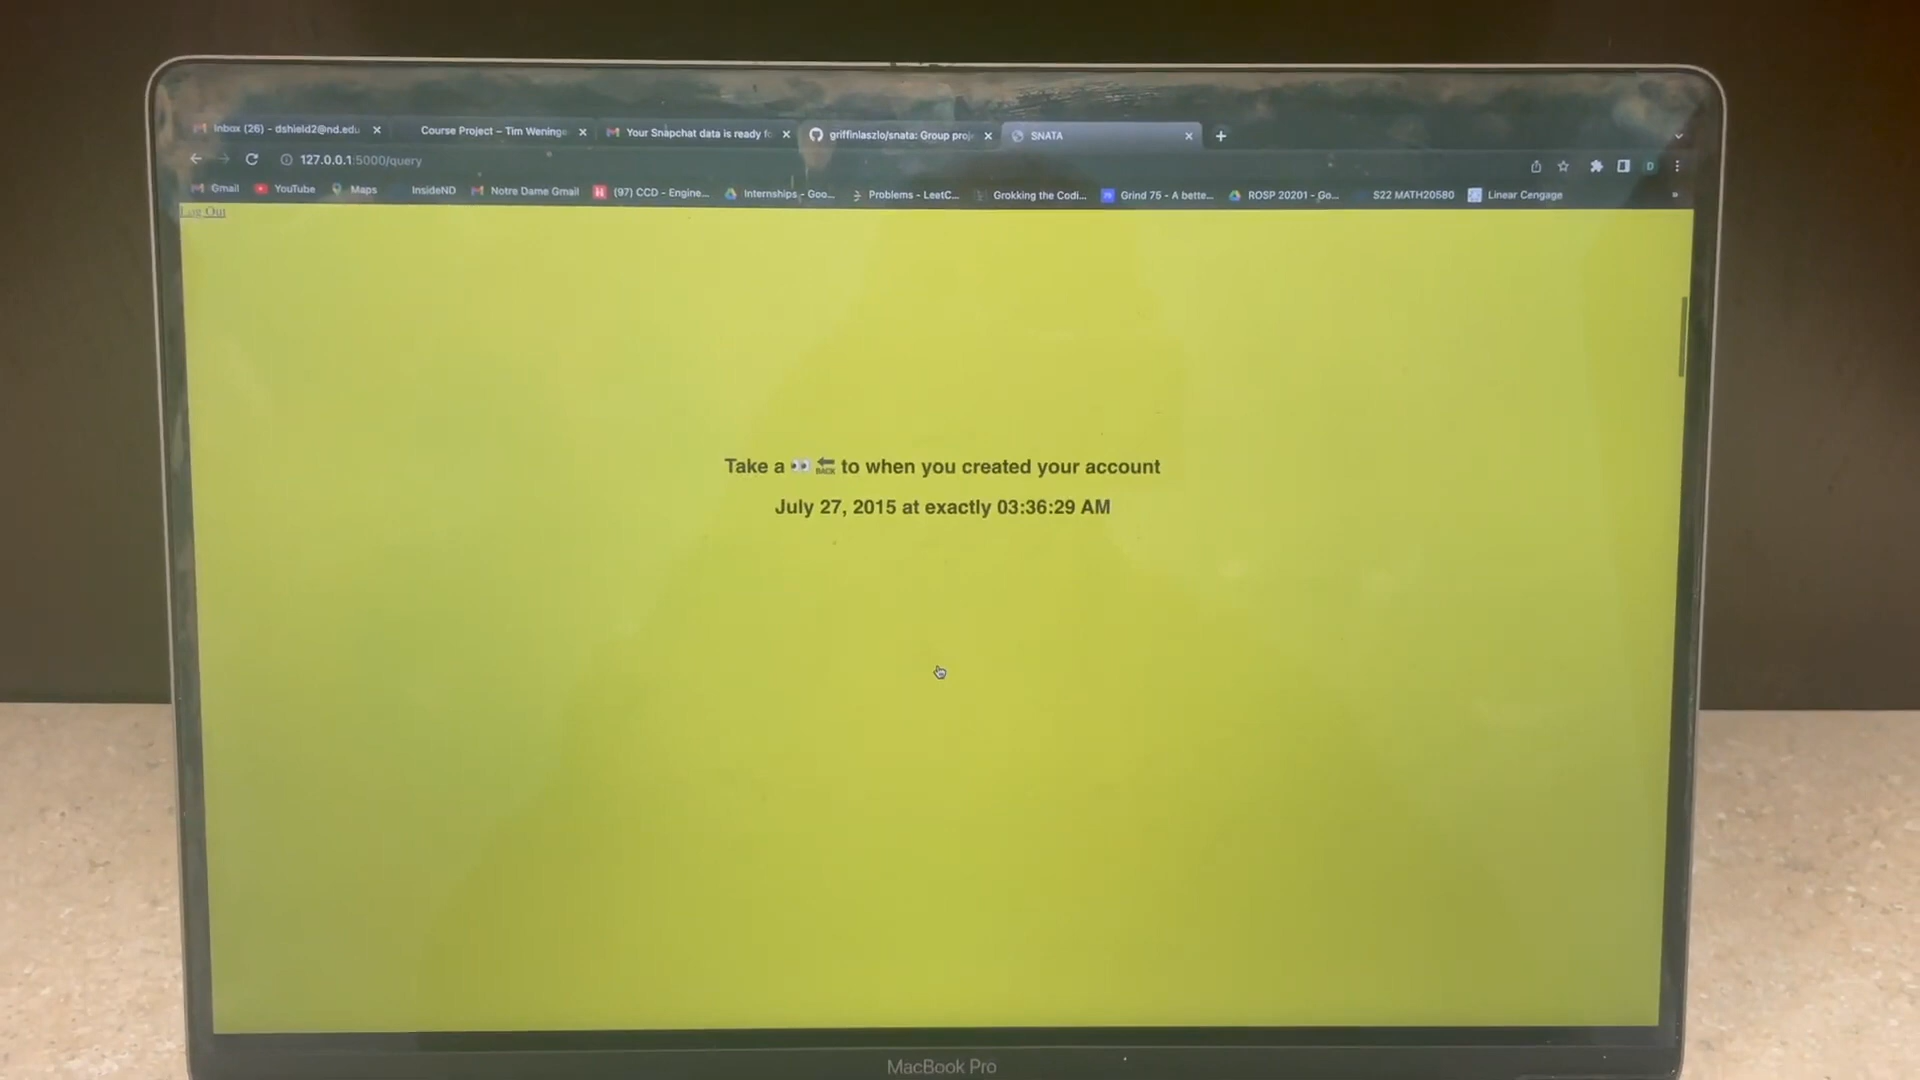 Inbox (26) - dshield2@nd.edu
Course Project – Tim Weninge
Your Snapchat data is ready fo
griffinlaszlo/snata: Group proj
SNATA
127.0.0.1:5000/query
D
Gmail
YouTube
Maps
InsideND
Notre Dame Gmail
(97) CCD - Engine...
Internships - Goo...
Problems - LeetC...
Grokking the Codi...
Grind 75 - A bette...
ROSP 20201 - Go...
S22 MATH20580
Linear Cengage
»
Log Out
Take a 👀 🔙 to when you created your account
July 27, 2015 at exactly 03:36:29 AM
MacBook Pro